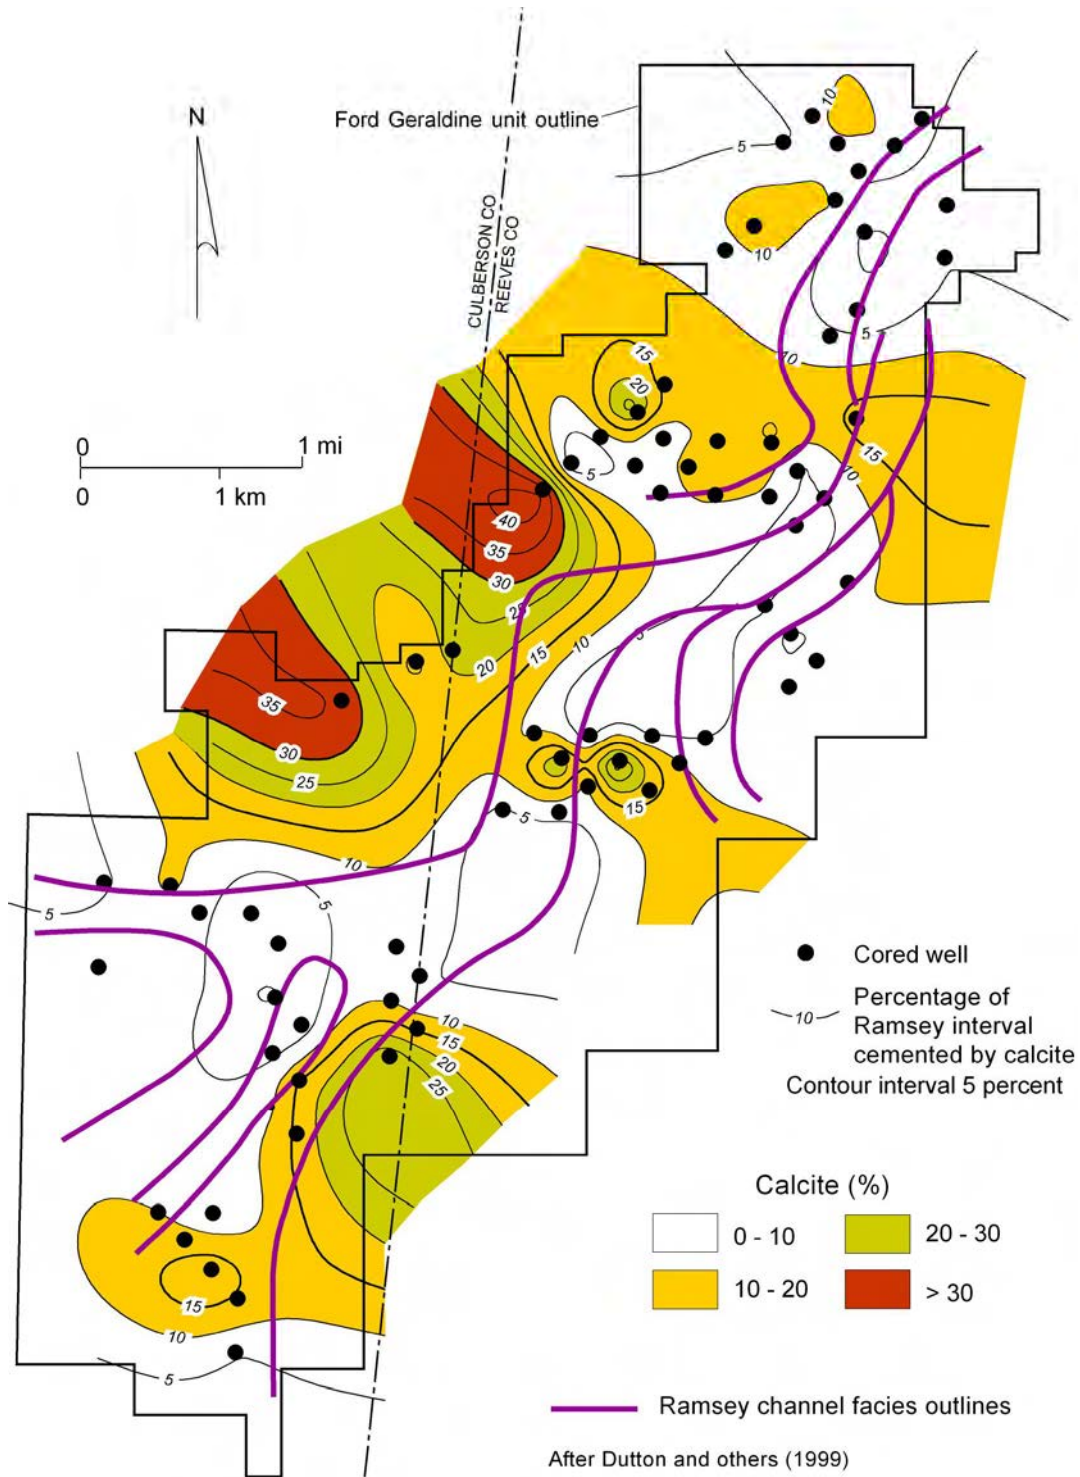 10
Ford Geraldine unit outline
N
5
10
CULBERSON CO
REEVES CO
5
15
10
20
0 1 mi
5
15
10
0 1 km
40
35
30
25
5
10
15
20
35
30
25
15
5
10
5
5
Cored well
10
Percentage of
Ramsey interval
cemented by calcite
Contour interval 5 percent
10
15
20
25
Calcite (%)
0 - 10
20 - 30
10 - 20
> 30
15
10
5
Ramsey channel facies outlines
After Dutton and others (1999)